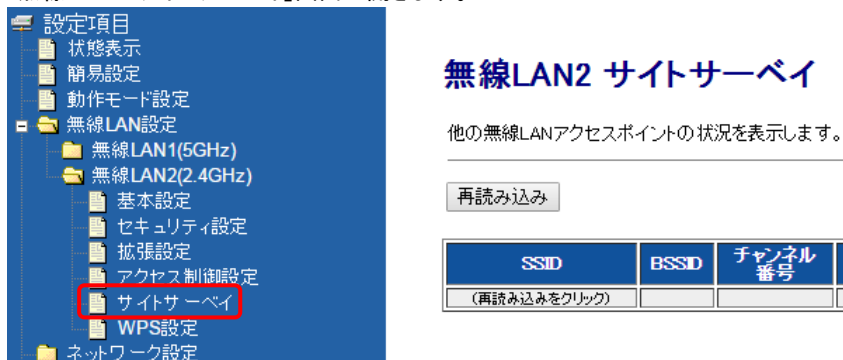 設定項目
状態表示
簡易設定
動作モード設定
無線LAN設定
無線LAN1(5GHz)
無線LAN2(2.4GHz)
基本設定
セキュリティ設定
拡張設定
アクセス制御設定
サイトサーベイ
WPS設定
ネットワーク設定
無線LAN2 サイトサーベイ
他の無線LANアクセスポイントの状況を表示します。
再読み込み
SSID BSSID チャンネル
番号
(再読み込みをクリック)